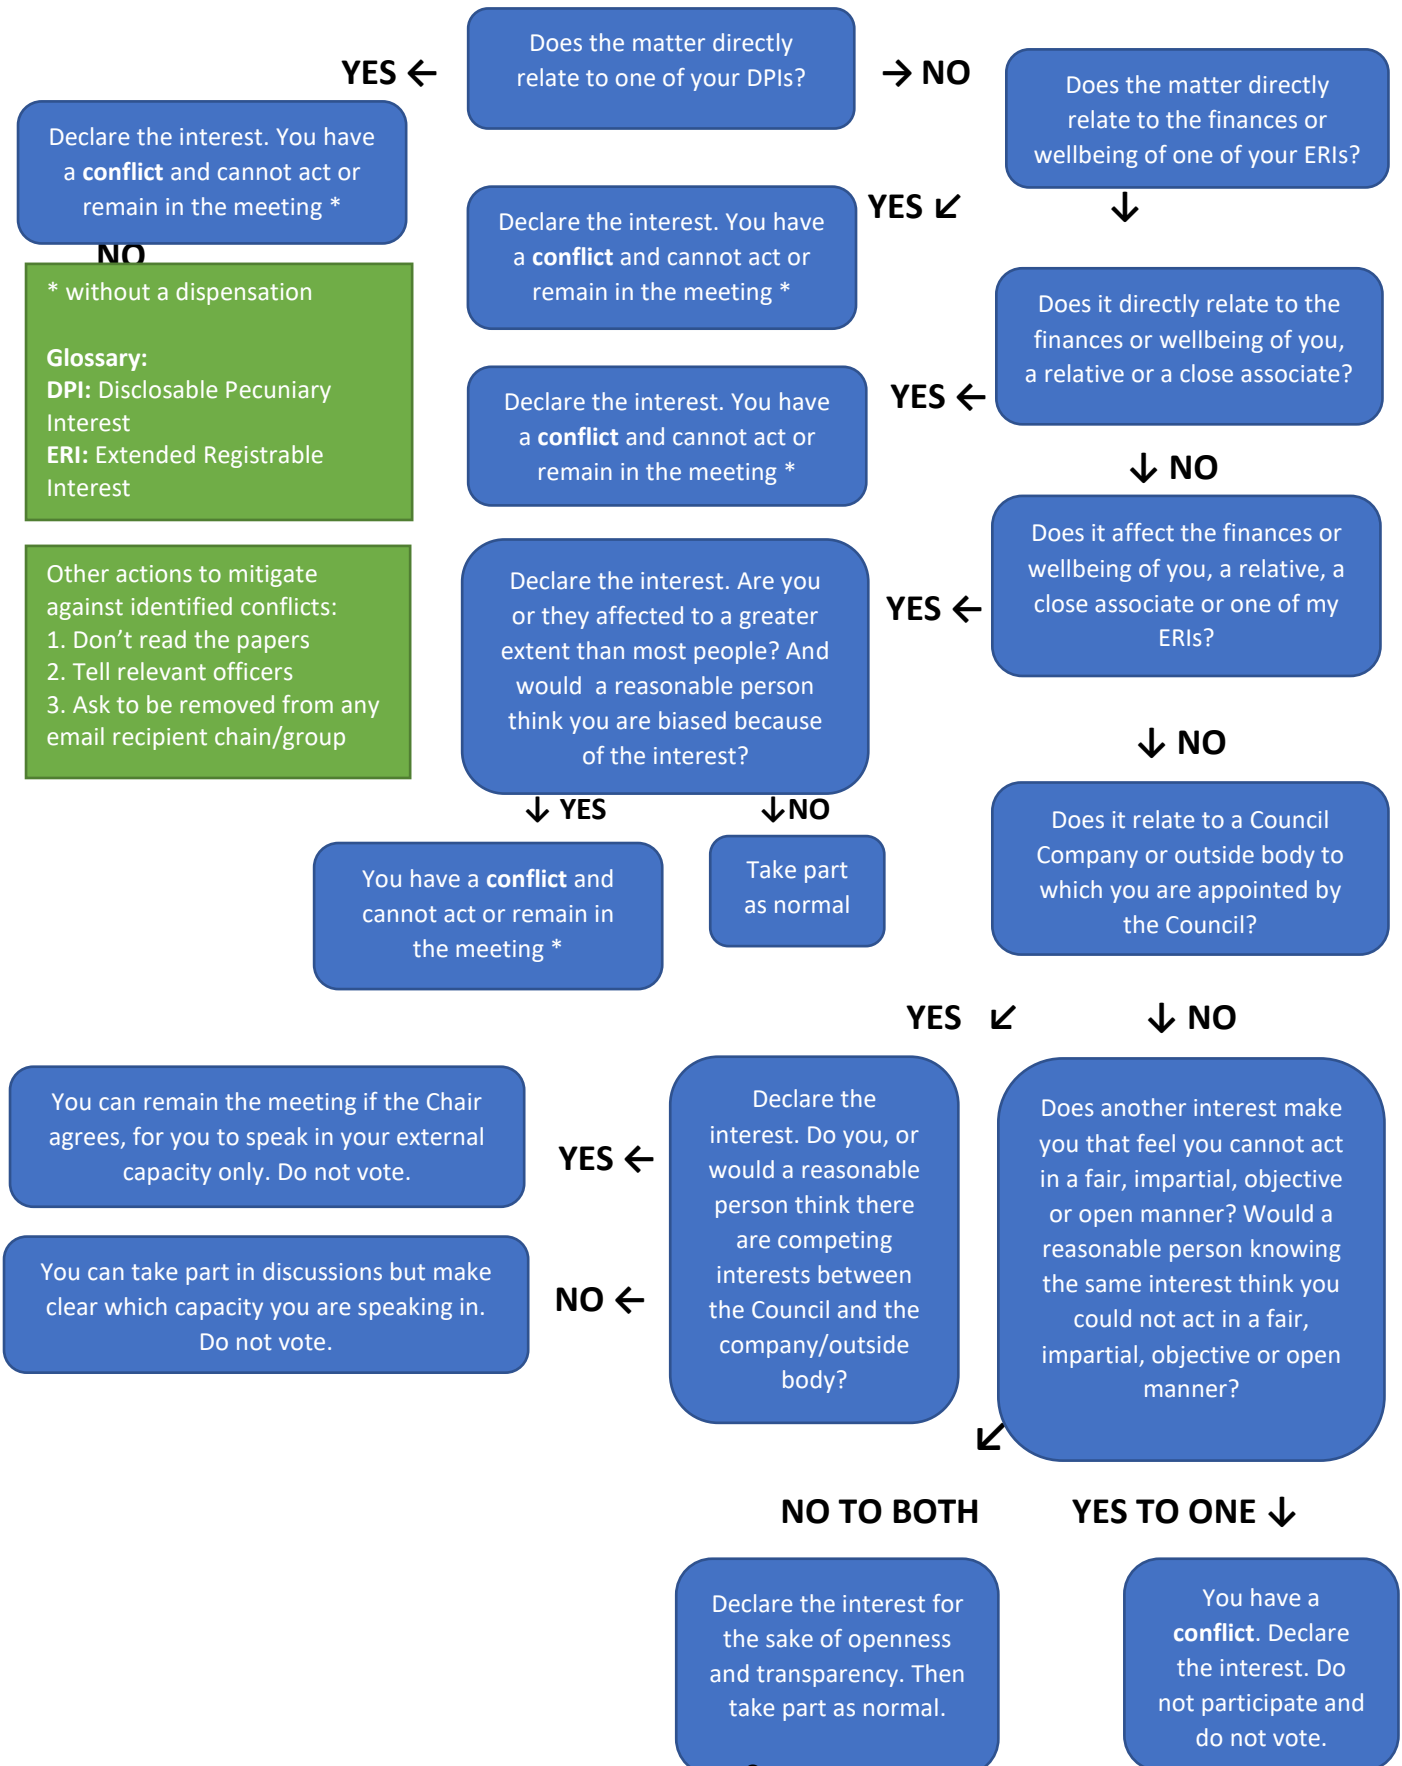 Does the matter directly
relate to one of your DPIs?
YES ←
→ NO
Does the matter directly
relate to the finances or
wellbeing of one of your ERIs?
Declare the interest. You have
a conflict and cannot act or
remain in the meeting *
NO
YES ↙
↓
Declare the interest. You have
a conflict and cannot act or
remain in the meeting *
* without a dispensation
Glossary:
DPI: Disclosable Pecuniary
Interest
ERI: Extended Registrable
Interest
Does it directly relate to the
finances or wellbeing of you,
a relative or a close associate?
YES ←
Declare the interest. You have
a conflict and cannot act or
remain in the meeting *
↓ NO
Does it affect the finances or
wellbeing of you, a relative, a
close associate or one of my
ERIs?
YES ←
Declare the interest. Are you
or they affected to a greater
extent than most people? And
would  a reasonable person
think you are biased because
of the interest?
Other actions to mitigate
against identified conflicts:
1. Don’t read the papers
2. Tell relevant officers
3. Ask to be removed from any
email recipient chain/group
↓ NO
↓ YES
↓NO
You have a conflict and
cannot act or remain in
the meeting *
Take part
as normal
Does it relate to a Council
Company or outside body to
which you are appointed by
the Council?
YES ↙
↓ NO
Declare the
interest. Do you, or
would a reasonable
person think there
are competing
interests between
the Council and the
company/outside
body?
YES ←
You can remain the meeting if the Chair
agrees, for you to speak in your external
capacity only. Do not vote.
NO ←
You can take part in discussions but make
clear which capacity you are speaking in.
Do not vote.
Does another interest make
you that feel you cannot act
in a fair, impartial, objective
or open manner? Would a
reasonable person knowing
the same interest think you
could not act in a fair,
impartial, objective or open
manner?
↙
NO TO BOTH
YES TO ONE ↓
Declare the interest for
the sake of openness
and transparency. Then
take part as normal.
You have a
conflict. Declare
the interest. Do
not participate and
do not vote.